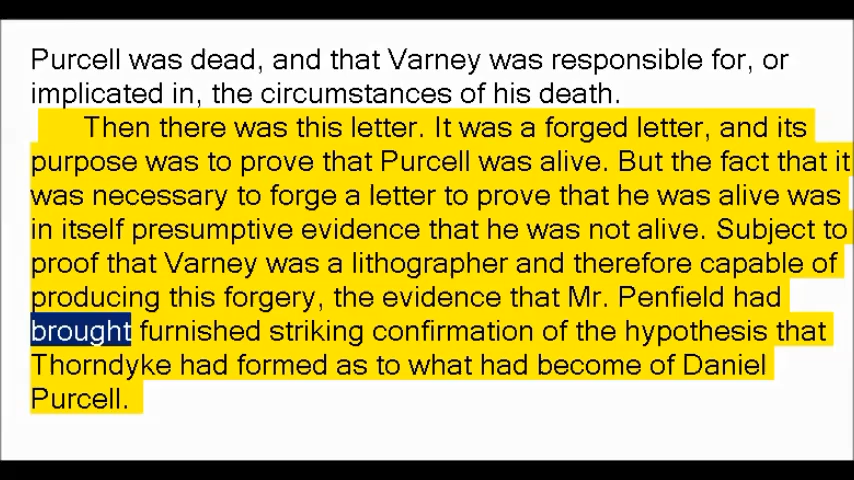 Purcell was dead, and that Varney was responsible for, or
implicated in, the circumstances of his death.
Then there was this letter. It was a forged letter, and its
purpose was to prove that Purcell was alive. But the fact that it
was necessary to forge a letter to prove that he was alive was
in itself presumptive evidence that he was not alive. Subject to
proof that Varney was a lithographer and therefore capable of
producing this forgery, the evidence that Mr. Penfield had
brought furnished striking confirmation of the hypothesis that
Thorndyke had formed as to what had become of Daniel
Purcell.